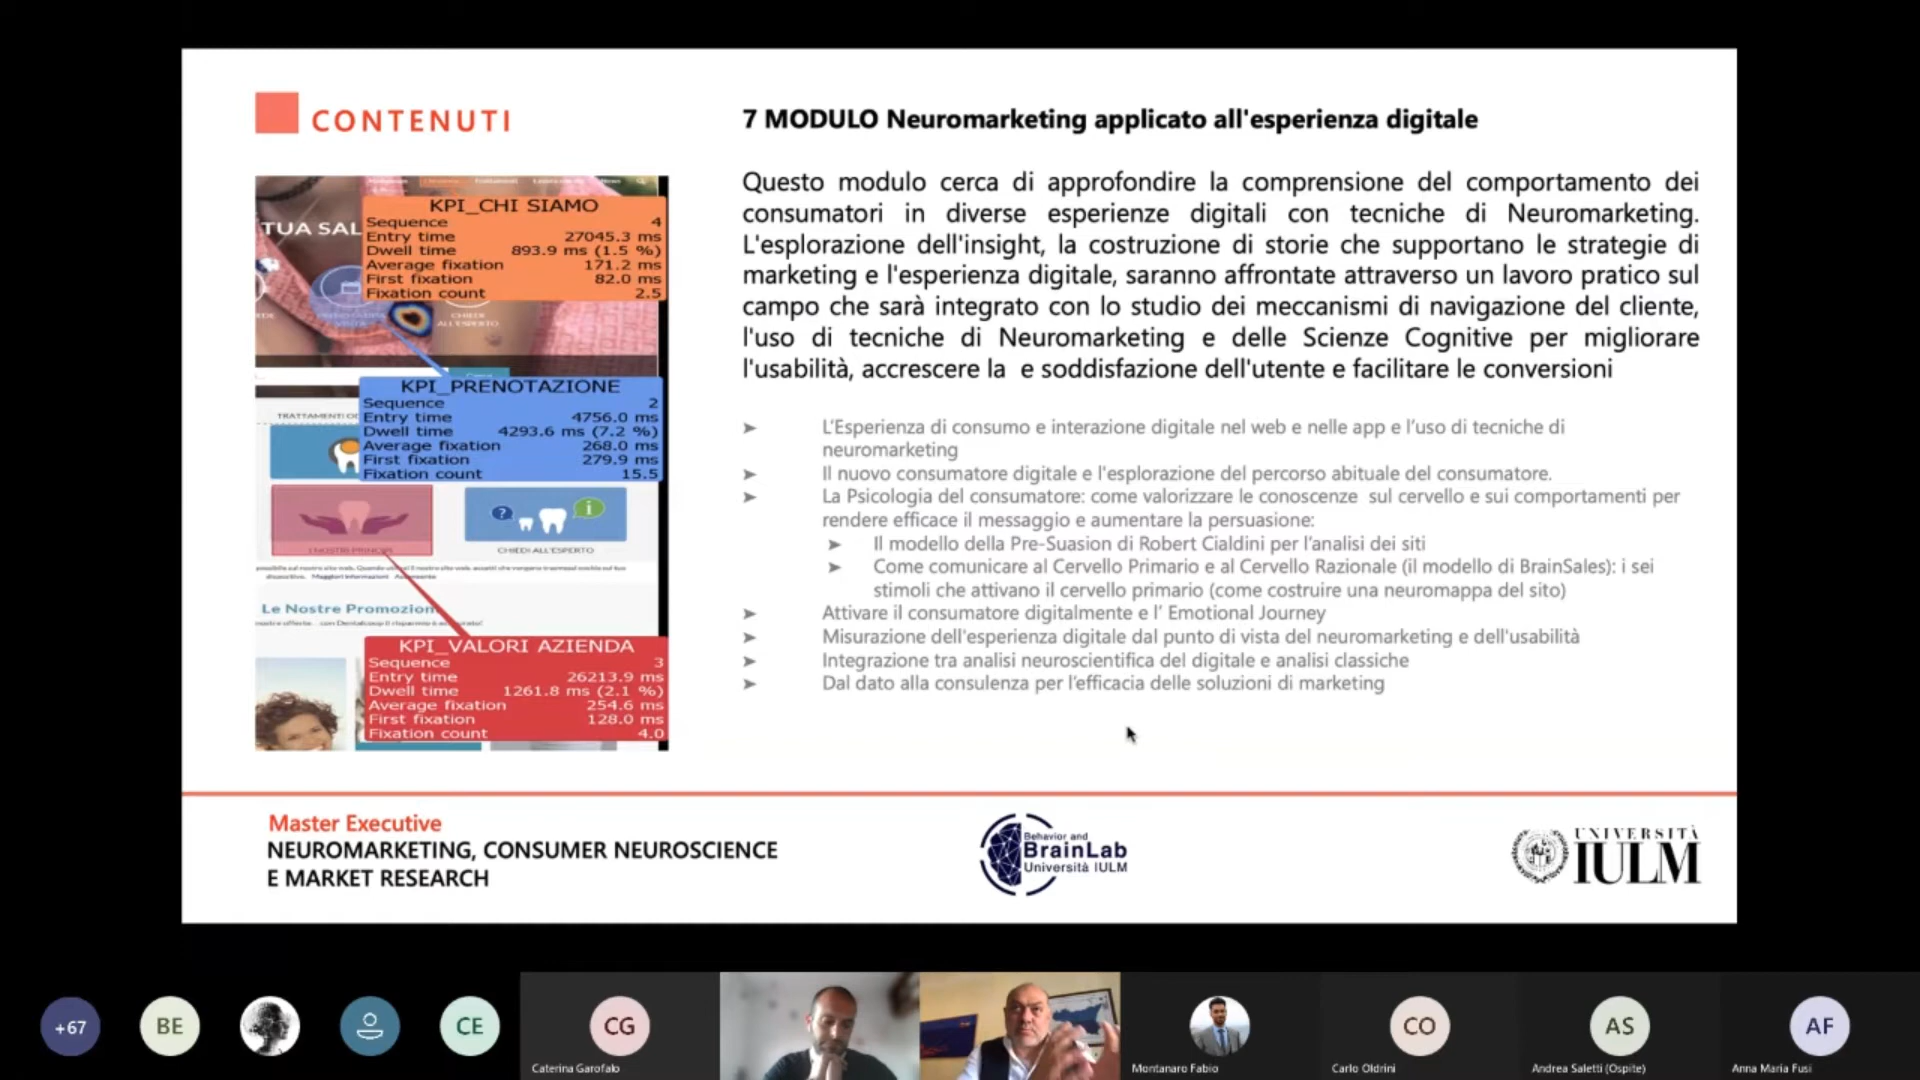 CONTENUTI
7 MODULO Neuromarketing applicato all'esperienza digitale
Questo modulo cerca di approfondire la comprensione del comportamento dei
consumatori in diverse esperienze digitali con tecniche di Neuromarketing.
L'esplorazione dell'insight, la costruzione di storie che supportano le strategie di
marketing e l'esperienza digitale, saranno affrontate attraverso un lavoro pratico sul
campo che sarà integrato con lo studio dei meccanismi di navigazione del cliente,
l'uso di tecniche di Neuromarketing e delle Scienze Cognitive per migliorare
l'usabilità, accrescere la e soddisfazione dell'utente e facilitare le conversioni
L'Esperienza di consumo e interazione digitale nel web e nelle app e l'uso di tecniche di
neuromarketing
Il nuovo consumatore digitale e l'esplorazione del percorso abituale del consumatore.
La Psicologia del consumatore: come valorizzare le conoscenze sul cervello e sui comportamenti per
rendere efficace il messaggio e aumentare la persuasione:
Il modello della Pre-Suasion di Robert Cialdini per l'analisi dei siti
Come comunicare al Cervello Primario e al Cervello Razionale (il modello di BrainSales): i sei
stimoli che attivano il cervello primario (come costruire una neuromappa del sito)
Attivare il consumatore digitalmente e l' Emotional Journey
Misurazione dell'esperienza digitale dal punto di vista del neuromarketing e dell'usabilità
Integrazione tra analisi neuroscientifica del digitale e analisi classiche
Dal dato alla consulenza per l'efficacia delle soluzioni di marketing
TUA SAL
KPI_CHI SIAMO
Sequence 4
Entry time 27045.3 ms
Dwell time 893.9 ms (1.5 %)
Average fixation 171.2 ms
First fixation 82.0 ms
Fixation count 2.5
CHIEDI
ALL'ESPERTO
KPI_PRENOTAZIONE
Sequence 2
Entry time 4756.0 ms
Dwell time 4293.6 ms (7.2 %)
Average fixation 268.0 ms
First fixation 279.9 ms
Fixation count 15.5
TRATTAMENTI
I NOSTRI PRINCIPI
CHIEDI ALL'ESPERTO
Maggiori informazioni
Le Nostre Promozioni
KPI_VALORI AZIENDA
Sequence 3
Entry time 26213.9 ms
Dwell time 1261.8 ms (2.1 %)
Average fixation 254.6 ms
First fixation 128.0 ms
Fixation count 4.0
Master Executive
NEUROMARKETING, CONSUMER NEUROSCIENCE
E MARKET RESEARCH
Behavior and
BrainLab
Università IULM
UNIVERSITÀ
IULM
+67
BE
CE
CG
CO
AS
AF
Caterina Garofalo
Montanaro Fabio
Carlo Oldrini
Andrea Saletti (Ospite)
Anna Maria Fusi